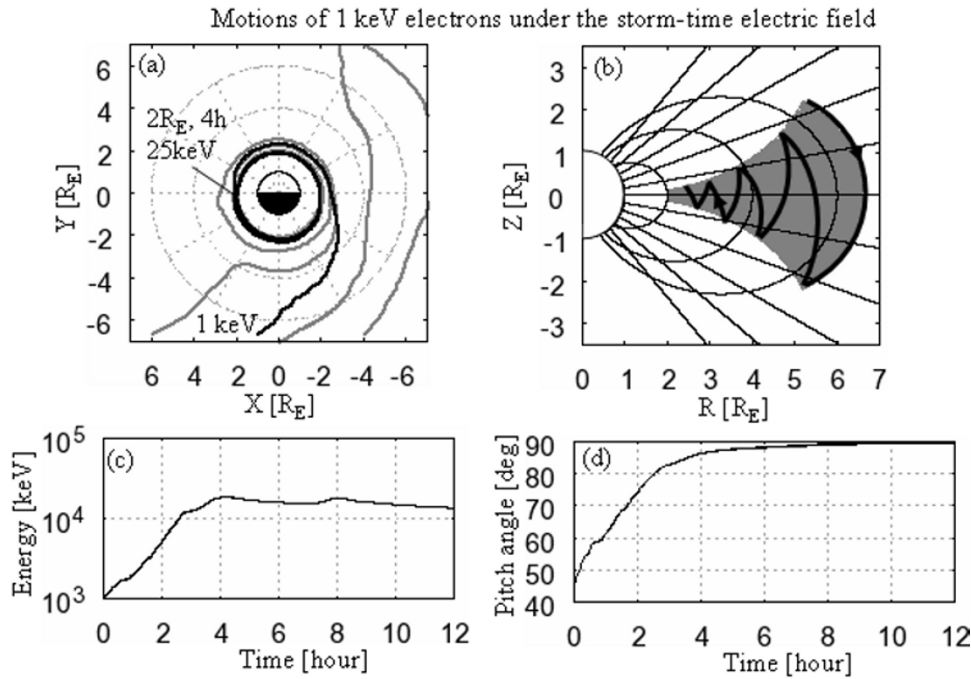 Motions of 1 keV electrons under the storm-time electric field
(a)
6
4
2
0
-2
-4
-6
Y [RE]
2RE, 4h
25keV
1 keV
6 4 2 0 -2 -4 -6
X [RE]
(b)
3
2
1
0
-1
-2
-3
Z [RE]
0 1 2 3 4 5 6 7
R [RE]
(c)
10^5
10^4
10^3
Energy [keV]
0 2 4 6 8 10 12
Time [hour]
(d)
90
80
70
60
50
40
Pitch angle [deg]
0 2 4 6 8 10 12
Time [hour]